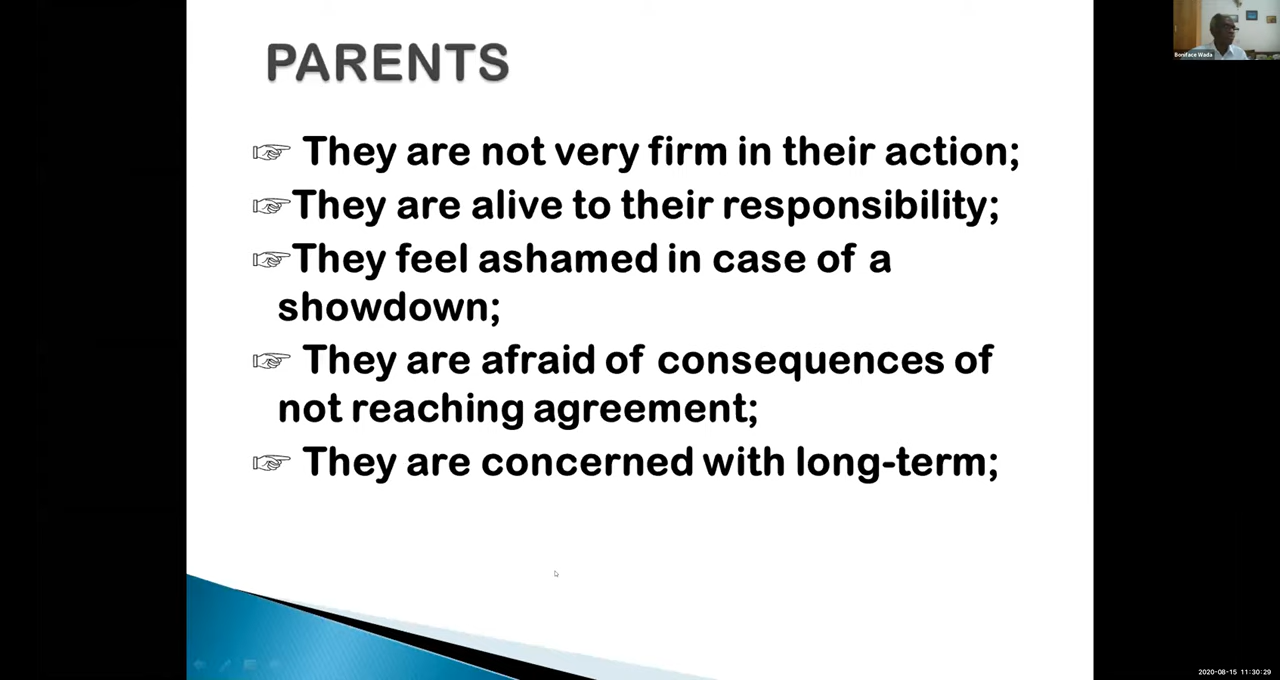 PARENTS
☞ They are not very firm in their action;
☞They are alive to their responsibility;
☞They feel ashamed in case of a
showdown;
☞ They are afraid of consequences of
not reaching agreement;
☞ They are concerned with long-term;
Boniface Wada
2020-08-15 11:30:29